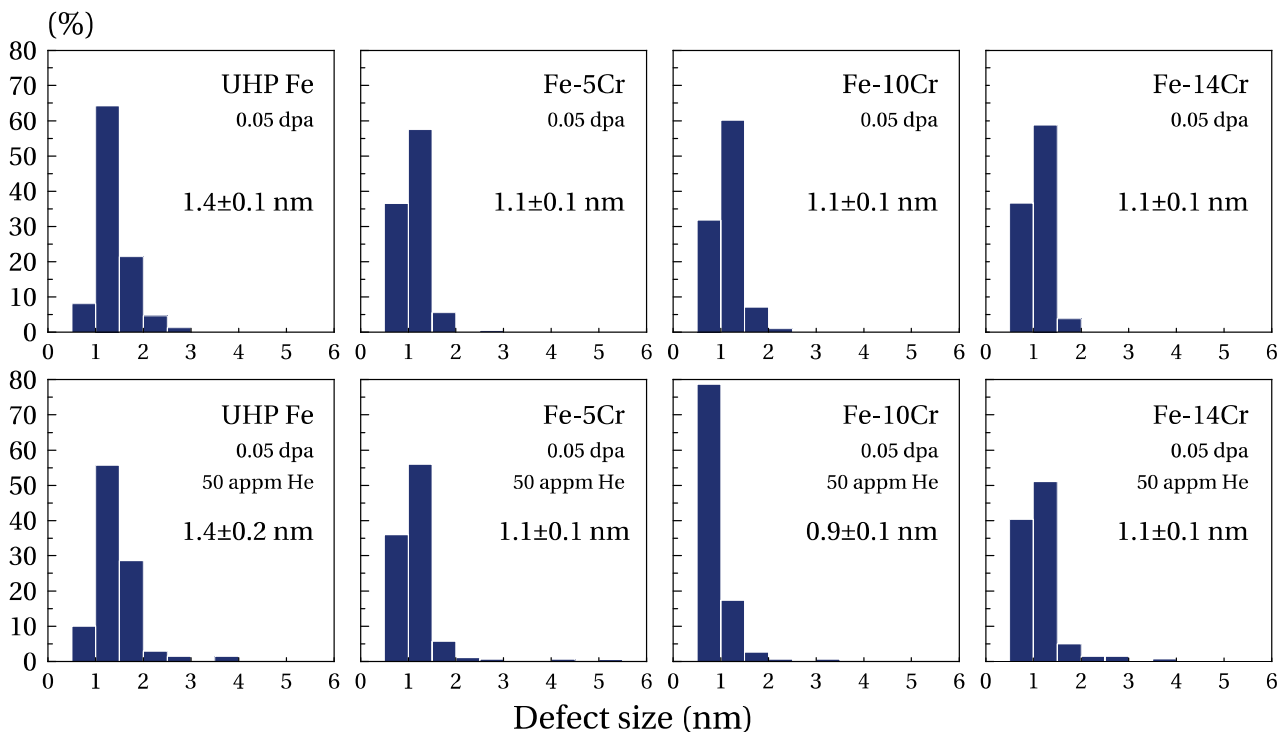 (%)
80
70
60
50
40
30
20
10
0
UHP Fe
0.05 dpa
1.4±0.1 nm
0 1 2 3 4 5 6
Fe-5Cr
0.05 dpa
1.1±0.1 nm
0 1 2 3 4 5 6
Fe-10Cr
0.05 dpa
1.1±0.1 nm
0 1 2 3 4 5 6
Fe-14Cr
0.05 dpa
1.1±0.1 nm
0 1 2 3 4 5 6
80
70
60
50
40
30
20
10
0
UHP Fe
0.05 dpa
50 appm He
1.4±0.2 nm
0 1 2 3 4 5 6
Fe-5Cr
0.05 dpa
50 appm He
1.1±0.1 nm
0 1 2 3 4 5 6
Fe-10Cr
0.05 dpa
50 appm He
0.9±0.1 nm
0 1 2 3 4 5 6
Fe-14Cr
0.05 dpa
50 appm He
1.1±0.1 nm
0 1 2 3 4 5 6
Defect size (nm)